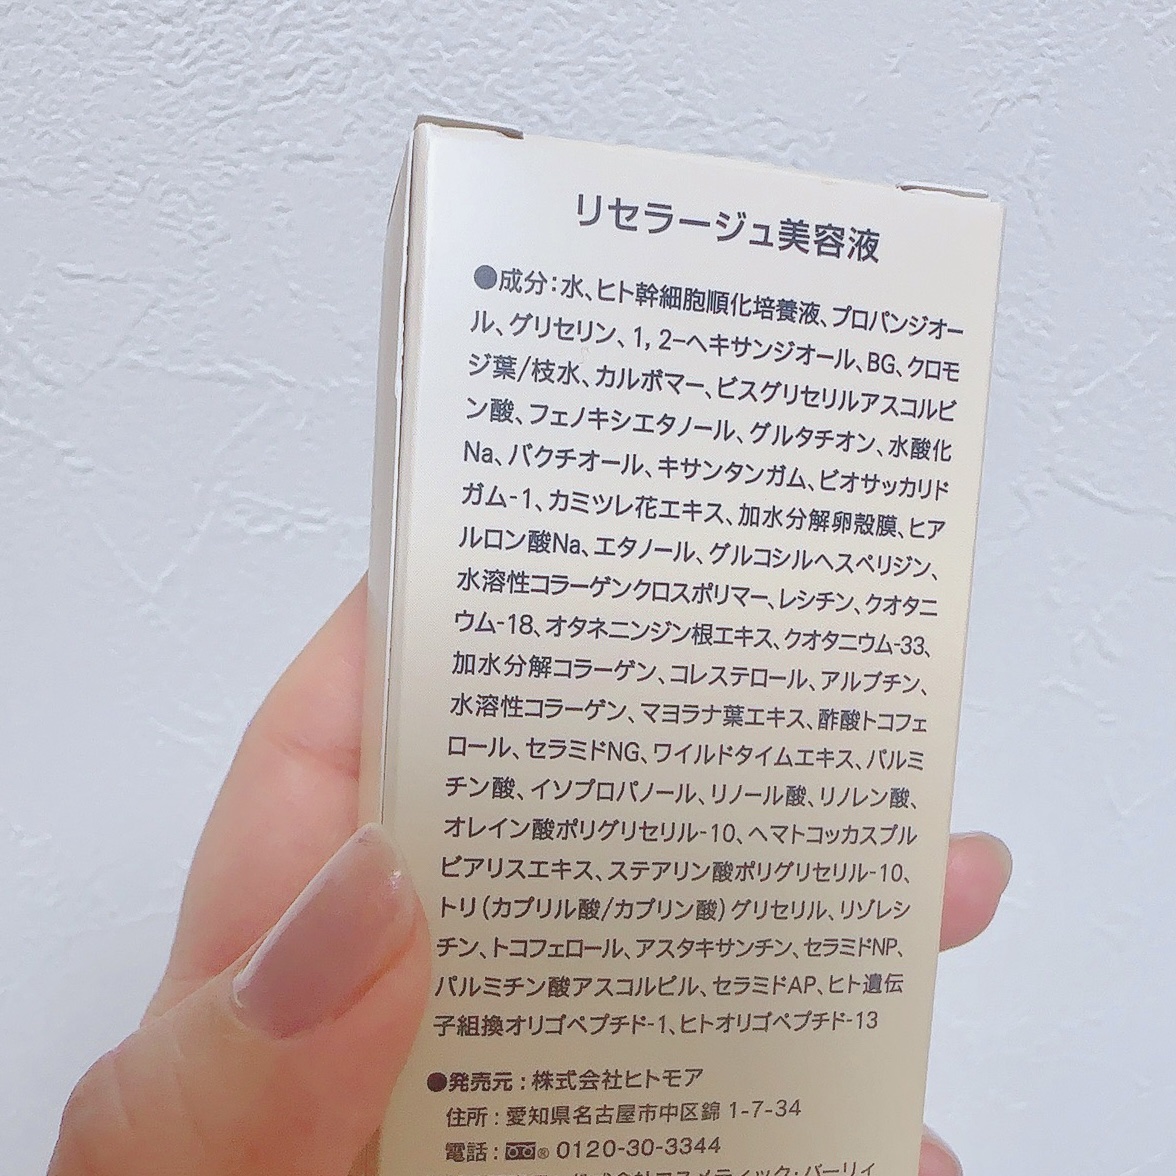 リセラージュ美容液
●成分：水、ヒト幹細胞順化培養液、プロパンジオー
ル、グリセリン、1,2-ヘキサンジオール、BG、クロモ
ジ葉/枝水、カルボマー、ビスグリセリルアスコルビ
ン酸、フェノキシエタノール、グルタチオン、水酸化
Na、バクチオール、キサンタンガム、ビオサッカリド
ガム-1、カミツレ花エキス、加水分解卵殻膜、ヒア
ルロン酸Na、エタノール、グルコシルヘスペリジン、
水溶性コラーゲンクロスポリマー、レシチン、クオタニ
ウム-18、オタネニンジン根エキス、クオタニウム-33、
加水分解コラーゲン、コレステロール、アルブチン、
水溶性コラーゲン、マヨラナ葉エキス、酢酸トコフェ
ロール、セラミドNG、ワイルドタイムエキス、パルミ
チン酸、イソプロパノール、リノール酸、リノレン酸、
オレイン酸ポリグリセリル-10、ヘマトコッカスプル
ビアリスエキス、ステアリン酸ポリグリセリル-10、
トリ(カプリル酸/カプリン酸)グリセリル、リゾレシ
チン、トコフェロール、アスタキサンチン、セラミドNP、
パルミチン酸アスコルビル、セラミドAP、ヒト遺伝
子組換オリゴペプチド-1、ヒトオリゴペプチド-13
●発売元：株式会社ヒトモア
住所：愛知県名古屋市中区錦 1-7-34
電話：® 0120-30-3344